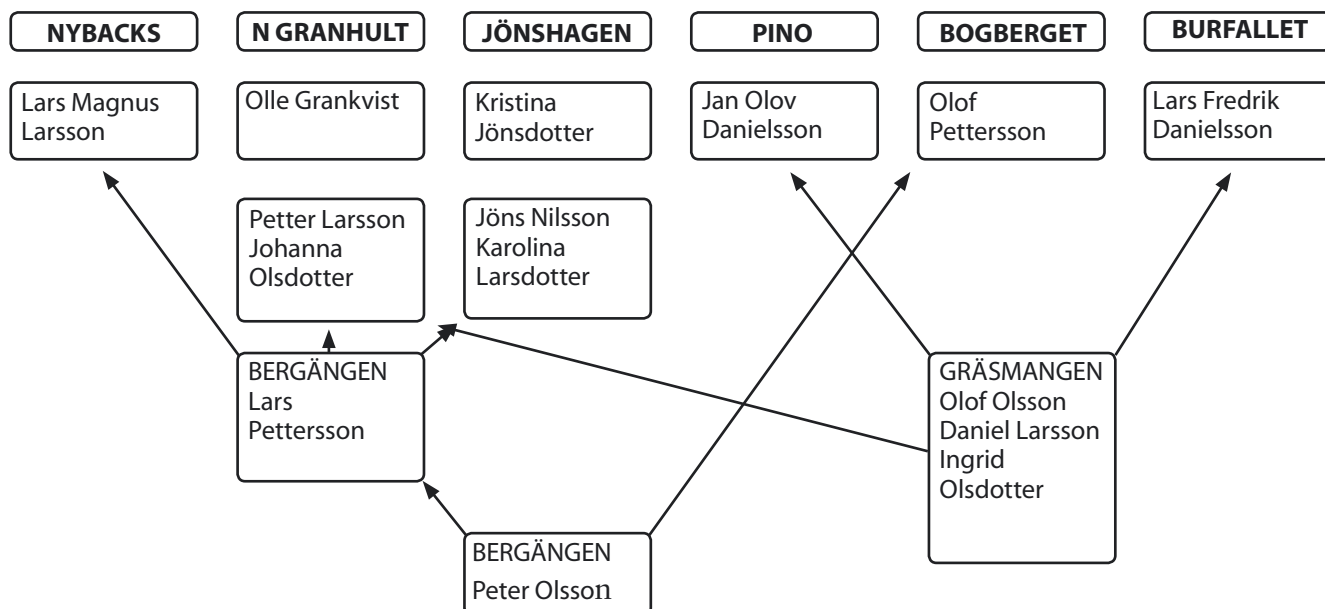 NYBACKS
N GRANHULT
JÖNSHAGEN
PINO
BOGBERGET
BURFALLET
Lars Magnus
Larsson
Olle Grankvist
Kristina
Jönsdotter
Jan Olov
Danielsson
Olof
Pettersson
Lars Fredrik
Danielsson
Petter Larsson
Johanna
Olsdotter
Jöns Nilsson
Karolina
Larsdotter
BERGÄNGEN
Lars
Pettersson
GRÄSMANGEN
Olof Olsson
Daniel Larsson
Ingrid
Olsdotter
BERGÄNGEN
Peter Olsson